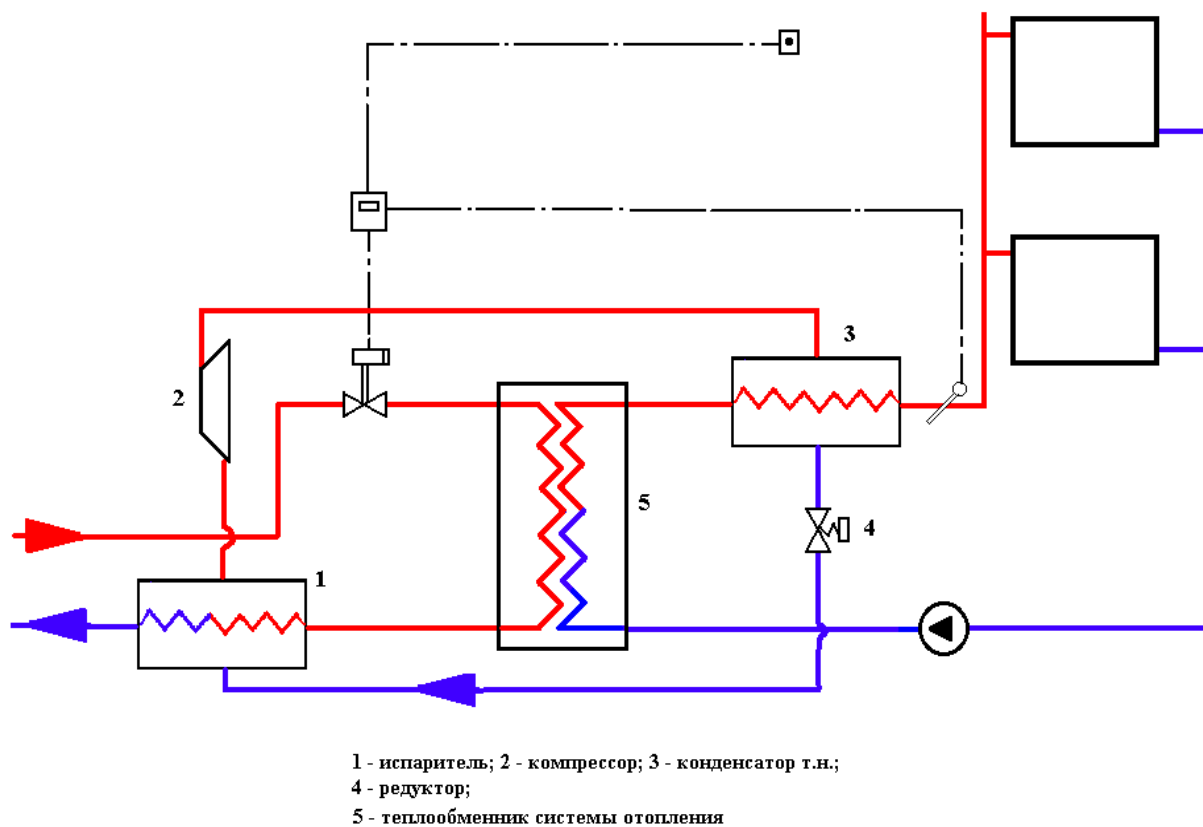 3
2
5
4
1
1 - испаритель; 2 - компрессор; 3 - конденсатор т.н.;
4 - редуктор;
5 - теплообменник системы отопления